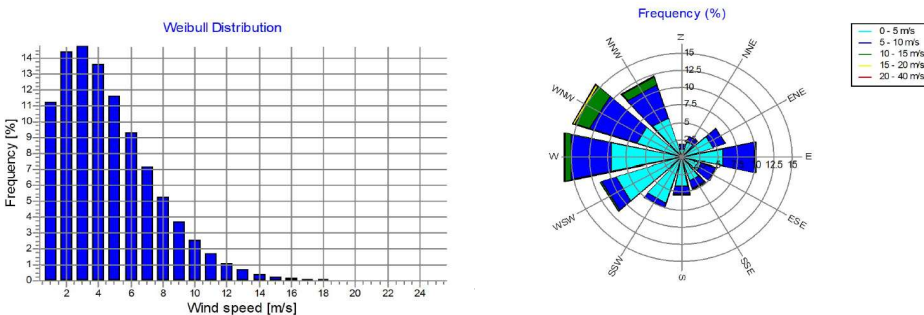 Weibull Distribution
Frequency [%]
14
13
12
11
10
9
8
7
6
5
4
3
2
1
0
2 4 6 8 10 12 14 16 18 20 22 24
Wind speed [m/s]
Frequency (%)
N
NNE
ENE
E
ESE
SSE
S
SSW
WSW
W
WNW
NNW
15
12.5
10
7.5
5
10 12.5 15
0 - 5 m/s
5 - 10 m/s
10 - 15 m/s
15 - 20 m/s
20 - 40 m/s